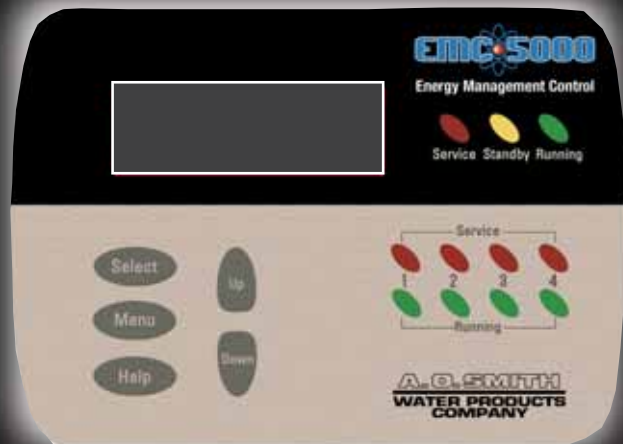 EMC 5000
Energy Management Control
Service Standby Running
Service
1 2 3 4
Running
Select
Menu
Help
Up
Down
A.O. SMITH
WATER PRODUCTS
COMPANY